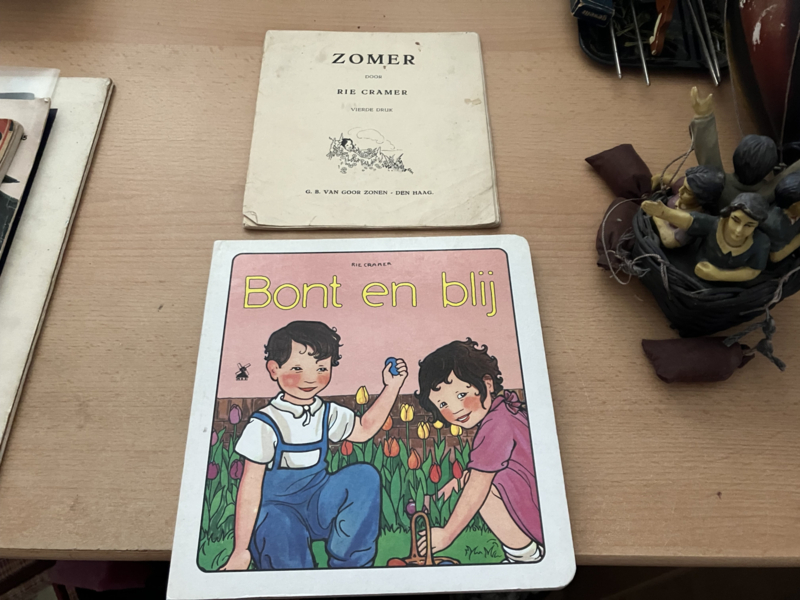 ZOMER
DOOR
RIE CRAMER
VIERDE DRUK
G. B. VAN GOOR ZONEN - DEN HAAG.
RIE CRAMER
Bont en blij